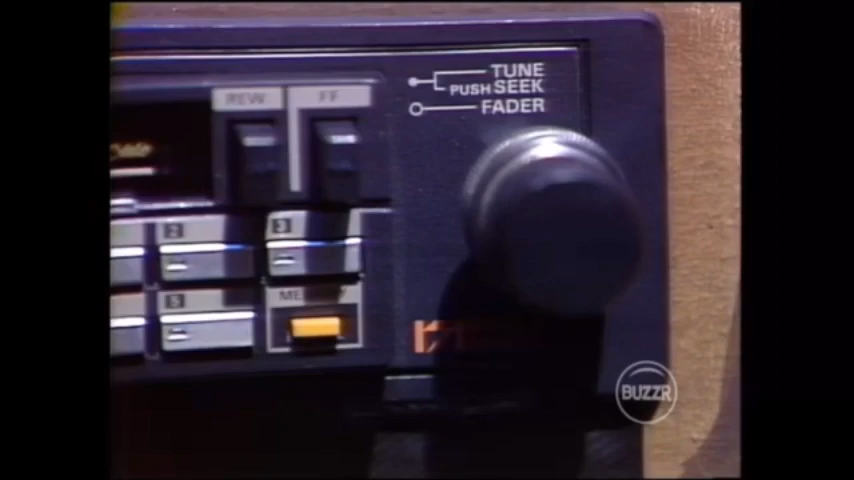 TUNE
PUSH SEEK
FADER
REW FF
2 3
5
BUZZR